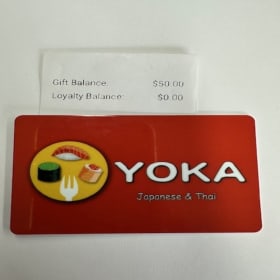 Gift Balance: $50.00
Loyalty Balance: $0.00
YOKA
Japanese & Thai